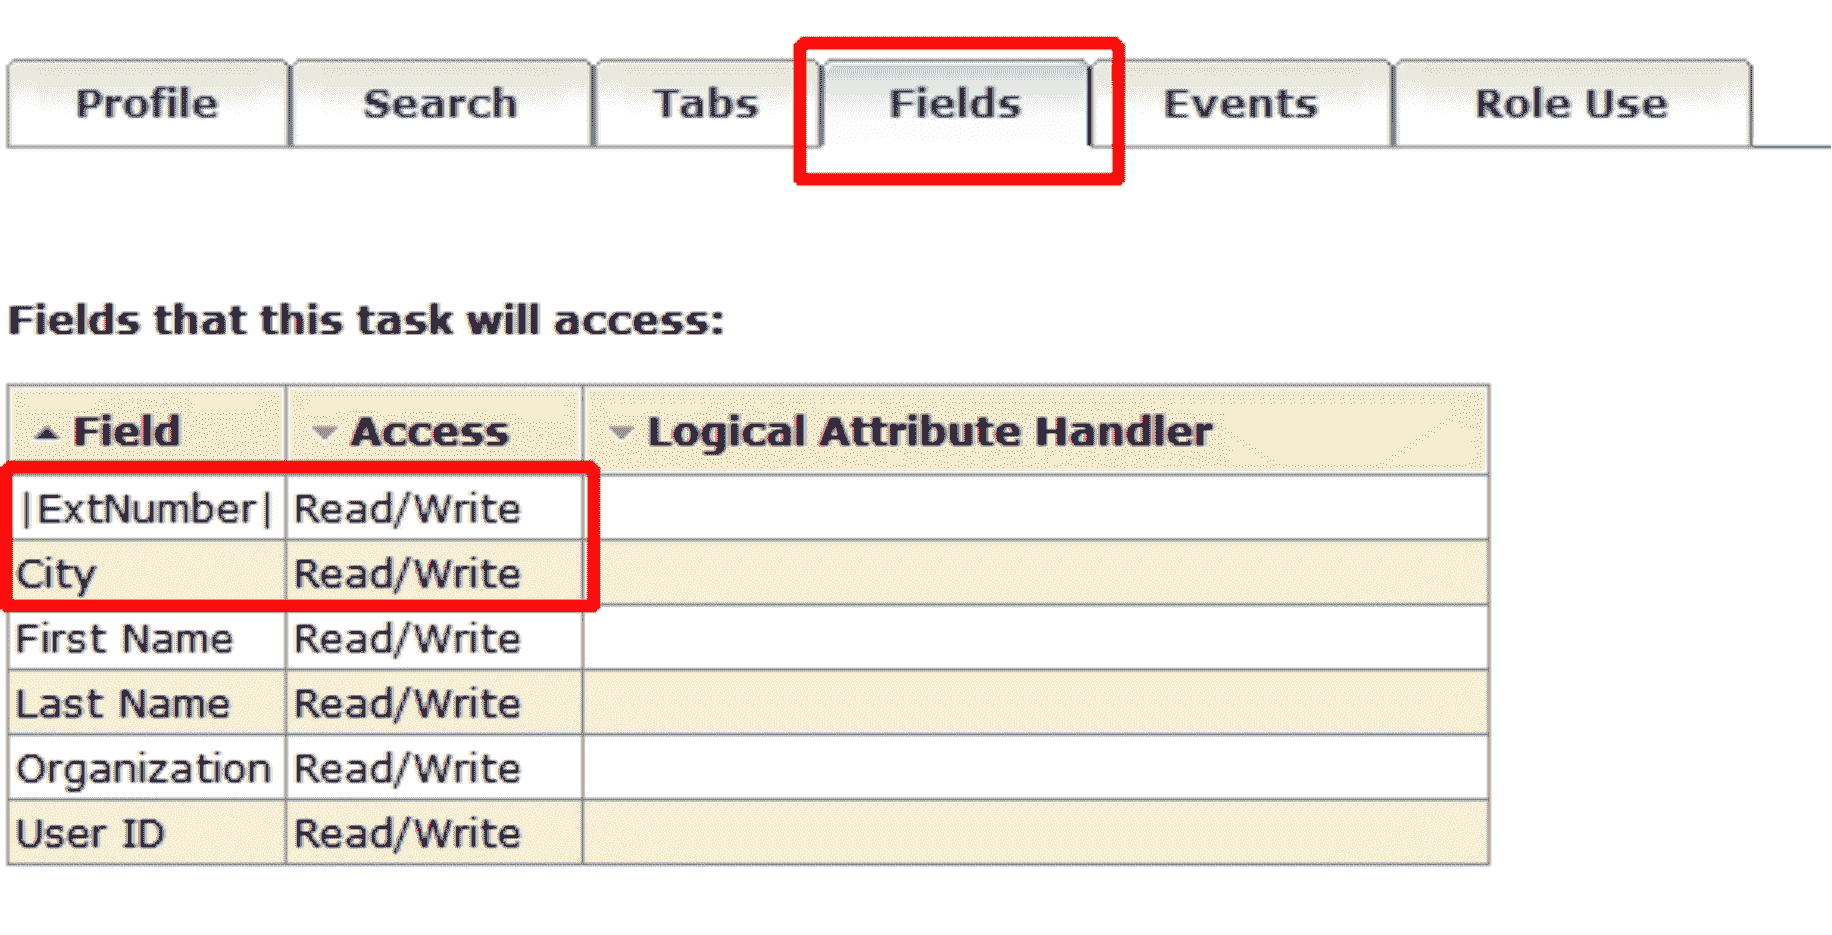 Profile Search Tabs Fields Events Role Use
Fields that this task will access:
Field Access Logical Attribute Handler
|ExtNumber| Read/Write
City Read/Write
First Name Read/Write
Last Name Read/Write
Organization Read/Write
User ID Read/Write